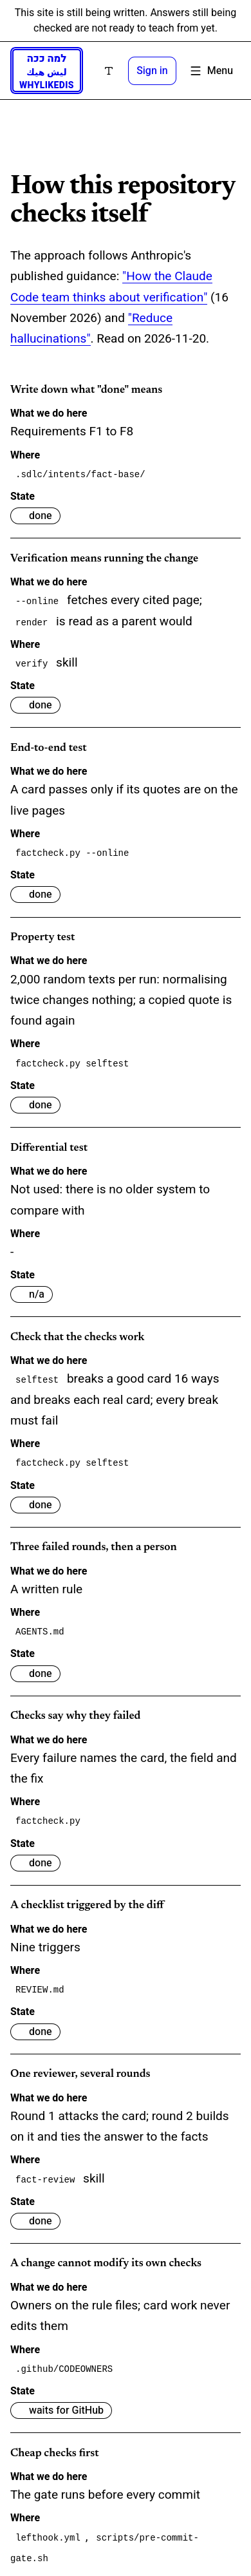 This site is still being written. Answers still being
checked are not ready to teach from yet.
למה ככה
ليش هيك
WHYLIKEDIS
T
Sign in
Menu
How this repository
checks itself
The approach follows Anthropic's
published guidance: "How the Claude
Code team thinks about verification" (16
November 2026) and "Reduce
hallucinations". Read on 2026-11-20.
Write down what "done" means
What we do here
Requirements F1 to F8
Where
.sdlc/intents/fact-base/
State
done
Verification means running the change
What we do here
--online fetches every cited page;
render is read as a parent would
Where
verify skill
State
done
End-to-end test
What we do here
A card passes only if its quotes are on the
live pages
Where
factcheck.py --online
State
done
Property test
What we do here
2,000 random texts per run: normalising
twice changes nothing; a copied quote is
found again
Where
factcheck.py selftest
State
done
Differential test
What we do here
Not used: there is no older system to
compare with
Where
-
State
n/a
Check that the checks work
What we do here
selftest breaks a good card 16 ways
and breaks each real card; every break
must fail
Where
factcheck.py selftest
State
done
Three failed rounds, then a person
What we do here
A written rule
Where
AGENTS.md
State
done
Checks say why they failed
What we do here
Every failure names the card, the field and
the fix
Where
factcheck.py
State
done
A checklist triggered by the diff
What we do here
Nine triggers
Where
REVIEW.md
State
done
One reviewer, several rounds
What we do here
Round 1 attacks the card; round 2 builds
on it and ties the answer to the facts
Where
fact-review skill
State
done
A change cannot modify its own checks
What we do here
Owners on the rule files; card work never
edits them
Where
.github/CODEOWNERS
State
waits for GitHub
Cheap checks first
What we do here
The gate runs before every commit
Where
lefthook.yml , scripts/pre-commit-
gate.sh